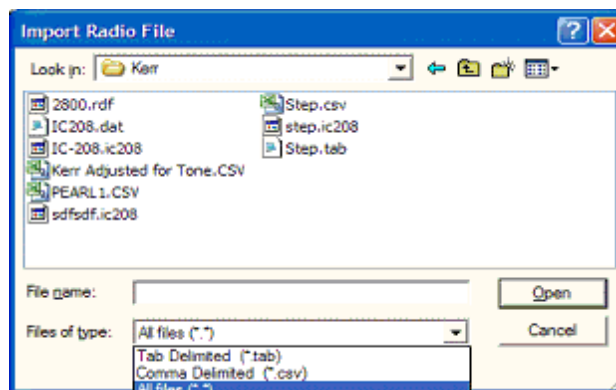 Import Radio File
Look in: Kerr
2800.rdf
IC208.dat
IC-208.ic208
Kerr Adjusted for Tone.CSV
PEARL1.CSV
sdfsdf.ic208
Step.csv
step.ic208
Step.tab
File name:
Open
Files of type: All files (*.*)
Cancel
Tab Delimited (*.tab)
Comma Delimited (*.csv)
All files (*.*)